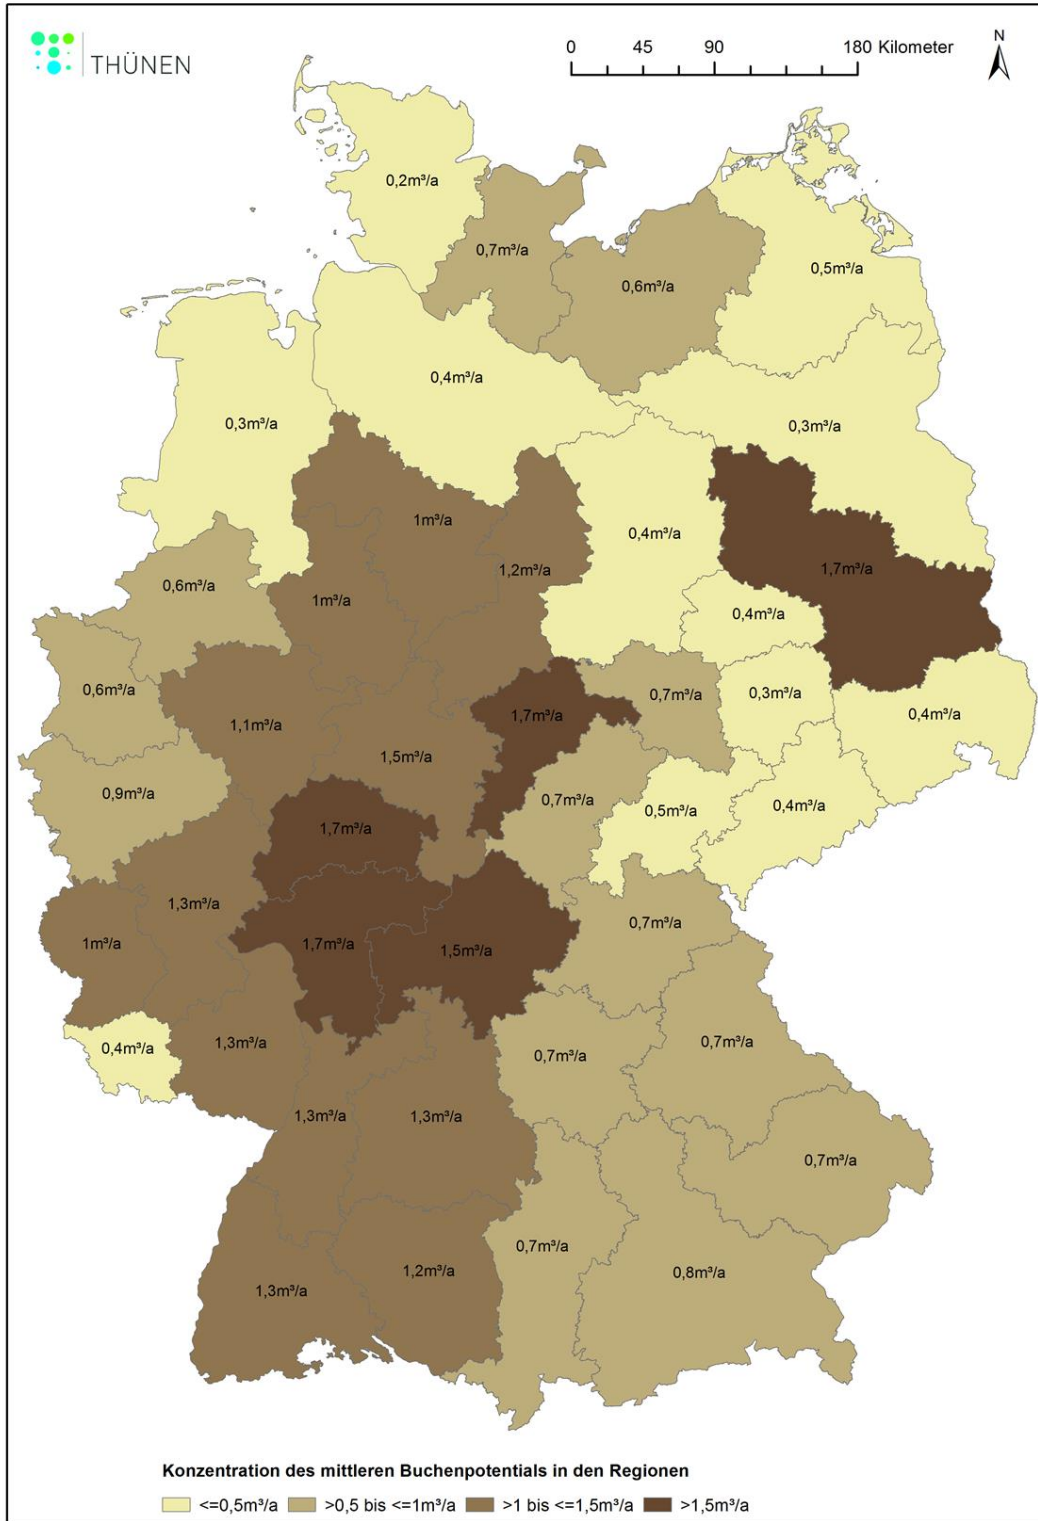 THÜNEN
0 45 90 180 Kilometer
N
0,2m³/a
0,7m³/a
0,5m³/a
0,6m³/a
0,4m³/a
0,3m³/a
0,3m³/a
1m³/a
0,4m³/a
1,2m³/a
1,7m³/a
0,6m³/a
1m³/a
0,4m³/a
0,6m³/a
0,7m³/a
0,3m³/a
1,7m³/a
0,4m³/a
1,1m³/a
1,5m³/a
0,9m³/a
0,7m³/a
0,5m³/a
0,4m³/a
1,7m³/a
1,3m³/a
0,7m³/a
1m³/a
1,7m³/a
1,5m³/a
0,4m³/a
1,3m³/a
0,7m³/a
0,7m³/a
1,3m³/a
1,3m³/a
0,7m³/a
0,7m³/a
1,3m³/a
1,2m³/a
0,8m³/a
Konzentration des mittleren Buchenpotentials in den Regionen
<=0,5m³/a >0,5 bis <=1m³/a >1 bis <=1,5m³/a >1,5m³/a